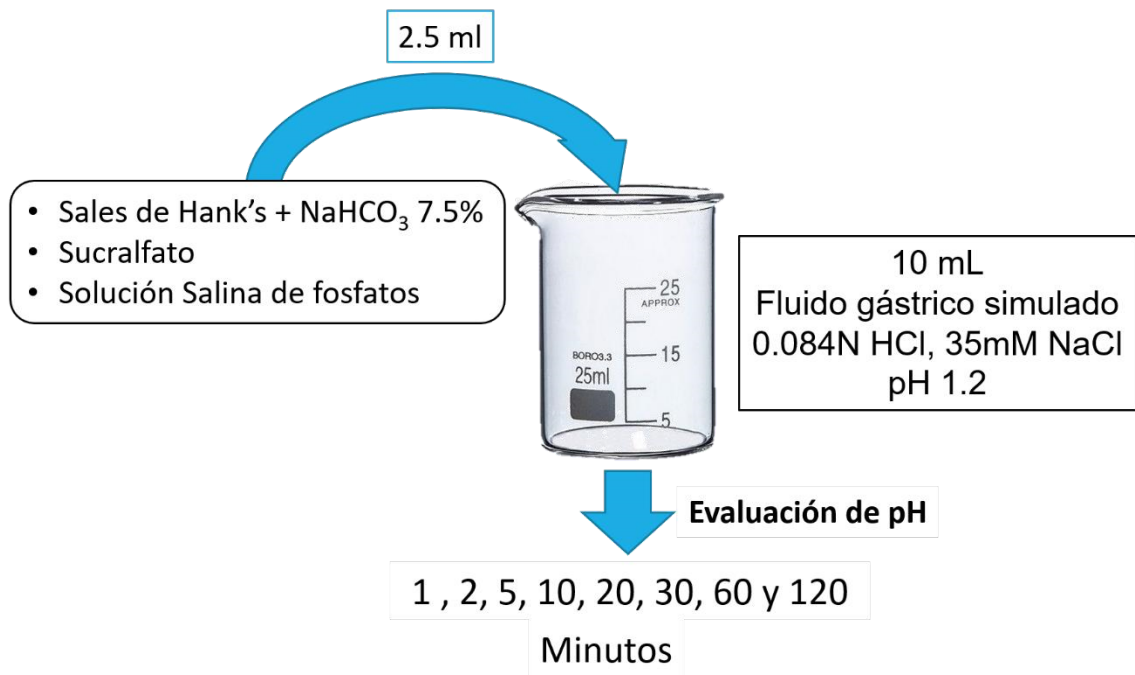 2.5 ml
• Sales de Hank’s + NaHCO₃ 7.5%
• Sucralfato
• Solución Salina de fosfatos
25
APPROX
BORO3.3
15
25ml
5
10 mL
Fluido gástrico simulado
0.084N HCl, 35mM NaCl
pH 1.2
Evaluación de pH
1 , 2, 5, 10, 20, 30, 60 y 120
Minutos